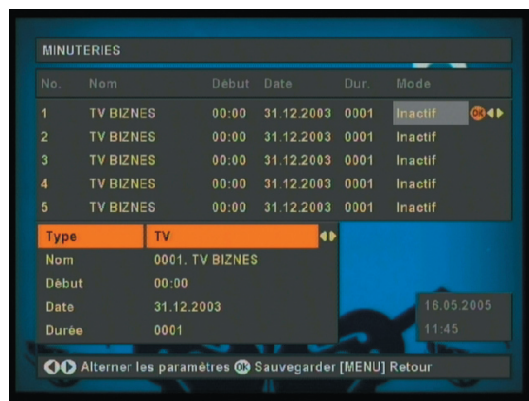 MINUTERIES
No. Nom Début Date Dur. Mode
1 TV BIZNES 00:00 31.12.2003 0001 Inactif OK
2 TV BIZNES 00:00 31.12.2003 0001 Inactif
3 TV BIZNES 00:00 31.12.2003 0001 Inactif
4 TV BIZNES 00:00 31.12.2003 0001 Inactif
5 TV BIZNES 00:00 31.12.2003 0001 Inactif
Type TV
Nom 0001. TV BIZNES
Début 00:00
Date 31.12.2003
Durée 0001
16.05.2005
11:45
Alterner les paramètres OK Sauvegarder [MENU] Retour